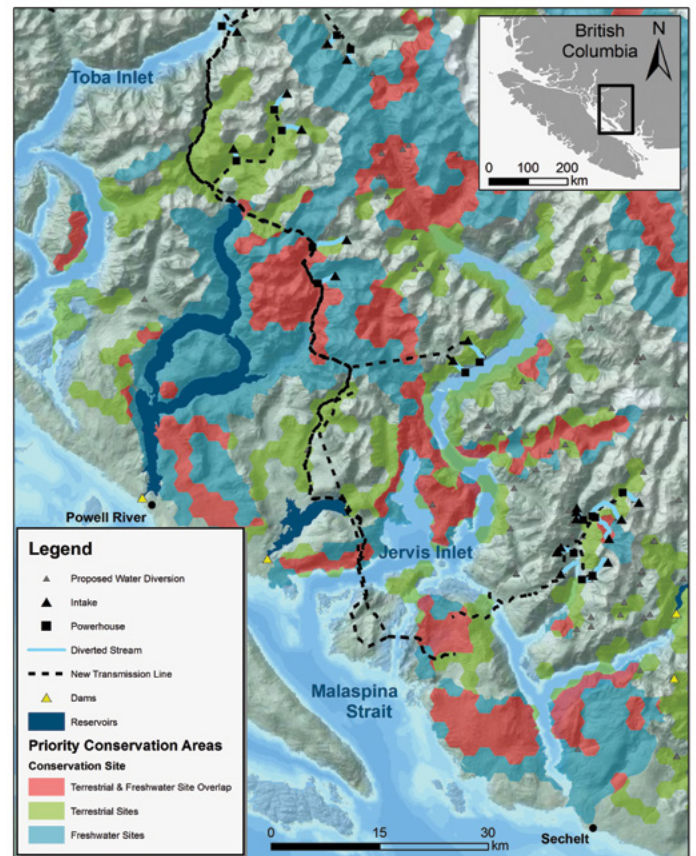 Toba Inlet
British
Columbia
N
0 100 200
km
Powell River
Jervis Inlet
Malaspina
Strait
Sechelt
Legend
Proposed Water Diversion
Intake
Powerhouse
Diverted Stream
New Transmission Line
Dams
Reservoirs
Priority Conservation Areas
Conservation Site
Terrestrial & Freshwater Site Overlap
Terrestrial Sites
Freshwater Sites
0 15 30
km